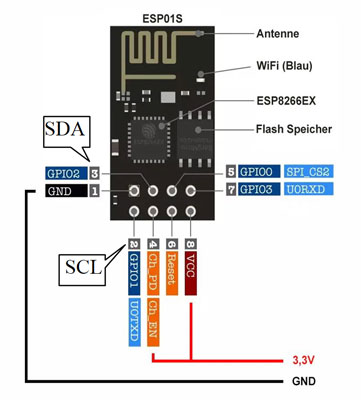 ESP01S
Antenne
WiFi (Blau)
ESP8266EX
Flash Speicher
SDA
GPIO2 3
GND 1
5 GPIO0 SPI_CS2
7 GPIO3 U0RXD
SCL
2 GPIO1 U0TXD
4 Ch_PD Ch_EN
6 Reset
8 VCC
3,3V
GND